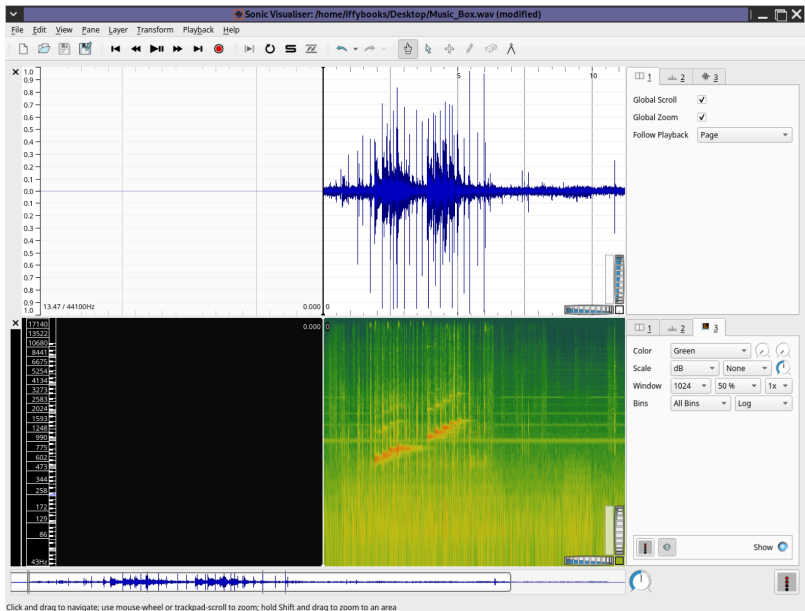 Sonic Visualiser: /home/iffybooks/Desktop/Music_Box.wav (modified)
File Edit View Pane Layer Transform Playback Help
1.0
0.9
0.8
0.7
0.6
0.5
0.4
0.3
0.2
0.1
0.0
0.1
0.2
0.3
0.4
0.5
0.6
0.7
0.8
0.9
1.0
5 10
13.47 / 44100Hz 0.000 0
1 2 3
Global Scroll
Global Zoom
Follow Playback Page
0.000 0
17140
13522
10680
8441
6675
5254
4134
3273
2583
2024
1593
1248
990
775
602
473
344
258
172
129
86
43Hz
1 2 3
Color Green
Scale dB None
Window 1024 50 % 1x
Bins All Bins Log
Show
Click and drag to navigate; use mouse-wheel or trackpad-scroll to zoom; hold Shift and drag to zoom to an area